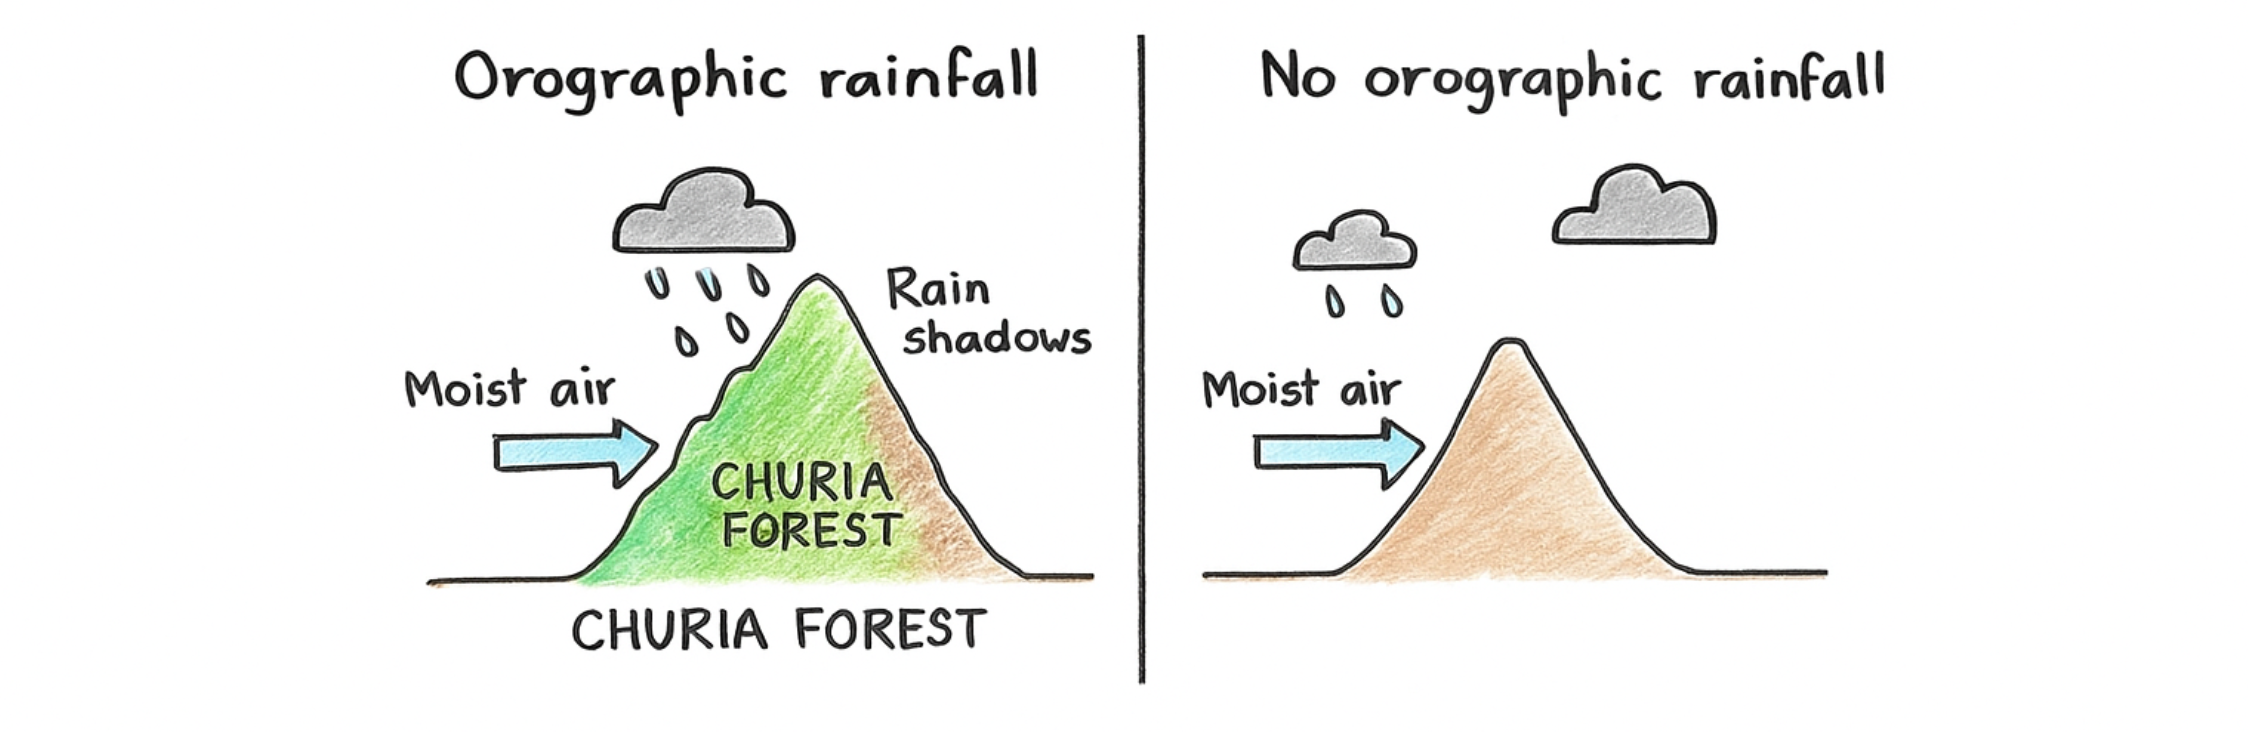 Orographic rainfall
Rain
shadows
Moist air
CHURIA
FOREST
CHURIA FOREST
No orographic rainfall
Moist air